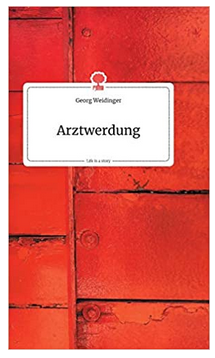 Georg Weidinger
Arztwerdung
Life is a story